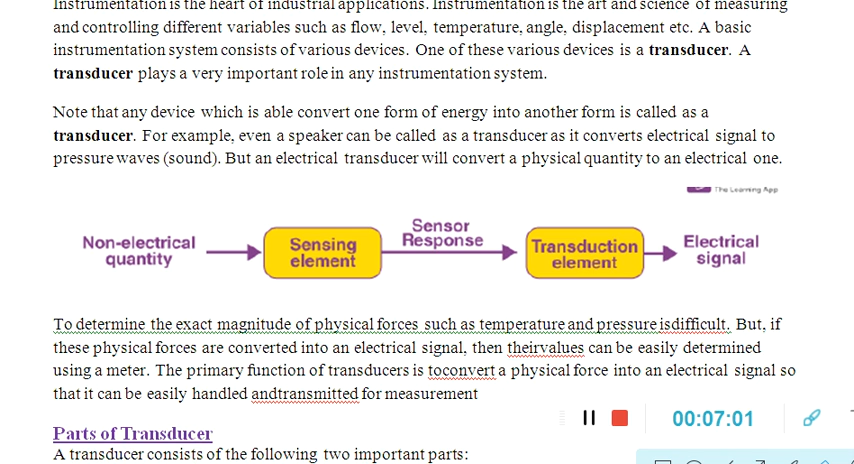 Instrumentation is the heart of industrial applications. Instrumentation is the art and science of measuring
and controlling different variables such as flow, level, temperature, angle, displacement etc. A basic
instrumentation system consists of various devices. One of these various devices is a transducer. A
transducer plays a very important role in any instrumentation system.
Note that any device which is able convert one form of energy into another form is called as a
transducer. For example, even a speaker can be called as a transducer as it converts electrical signal to
pressure waves (sound). But an electrical transducer will convert a physical quantity to an electrical one.
The Learning App
Non-electrical
quantity
Sensing
element
Sensor
Response
Transduction
element
Electrical
signal
To determine the exact magnitude of physical forces such as temperature and pressure isdifficult. But, if
these physical forces are converted into an electrical signal, then theirvalues can be easily determined
using a meter. The primary function of transducers is toconvert a physical force into an electrical signal so
that it can be easily handled andtransmitted for measurement
00:07:01
Parts of Transducer
A transducer consists of the following two important parts: